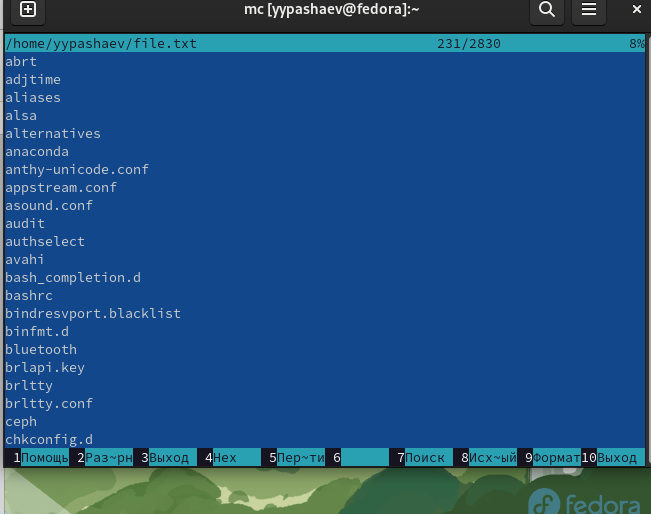 mc [yypashaev@fedora]:~
/home/yypashaev/file.txt 231/2830 8%
abrt
adjtime
aliases
alsa
alternatives
anaconda
anthy-unicode.conf
appstream.conf
asound.conf
audit
authselect
avahi
bash_completion.d
bashrc
bindresvport.blacklist
binfmt.d
bluetooth
brlapi.key
brltty
brltty.conf
ceph
chkconfig.d
1Помощь 2Раз~рн 3Выход 4Hex 5Пер~ти 6 7Поиск 8Исх~ый 9Формат 10Выход
fedora